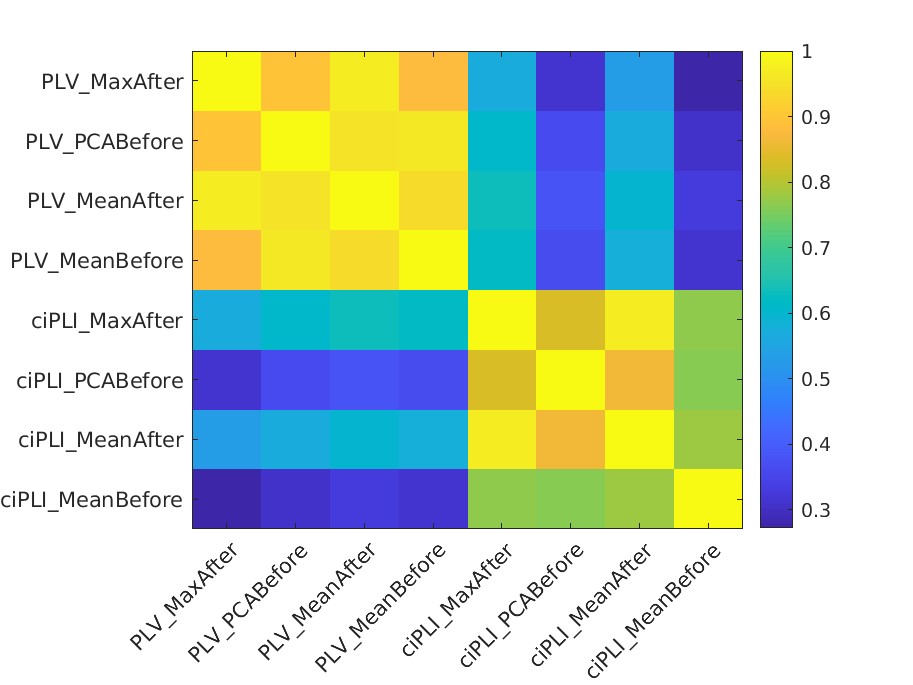 PLV_MaxAfter
PLV_PCABefore
PLV_MeanAfter
PLV_MeanBefore
ciPLI_MaxAfter
ciPLI_PCABefore
ciPLI_MeanAfter
ciPLI_MeanBefore
PLV_MaxAfter
PLV_PCABefore
PLV_MeanAfter
PLV_MeanBefore
ciPLI_MaxAfter
ciPLI_PCABefore
ciPLI_MeanAfter
ciPLI_MeanBefore
1
0.9
0.8
0.7
0.6
0.5
0.4
0.3